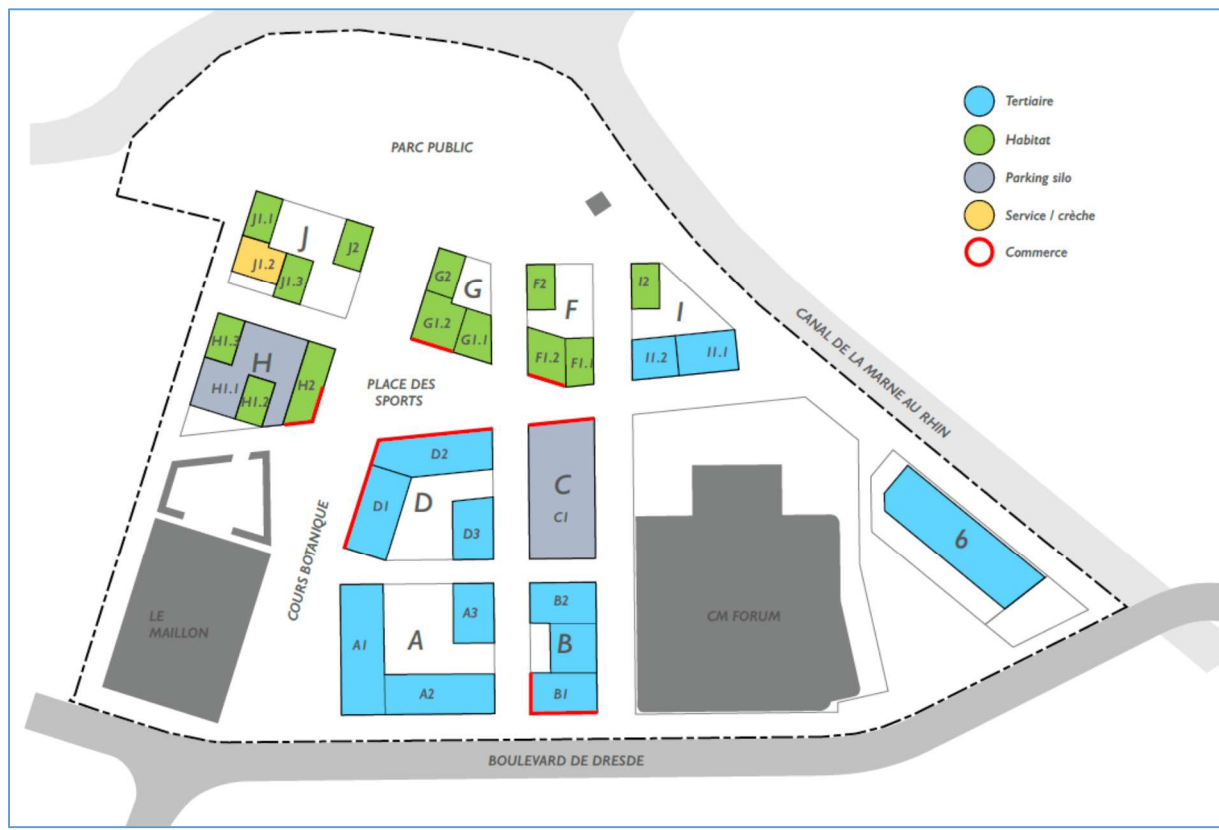 Tertiaire
Habitat
Parking silo
Service / crèche
Commerce
PARC PUBLIC
CANAL DE LA MARNE AU RHIN
J1.1
J
J2
J1.2
J1.3
G2
G
G1.2
G1.1
F2
F
F1.2
F1.1
I2
I
I1.2
I1.1
H1.3
H
H1.1
H1.2
H2
PLACE DES
SPORTS
D2
D1
D
D3
C
C1
6
COURS BOTANIQUE
LE
MAILLON
A3
A
A1
A2
B2
B
B1
CM FORUM
BOULEVARD DE DRESDE